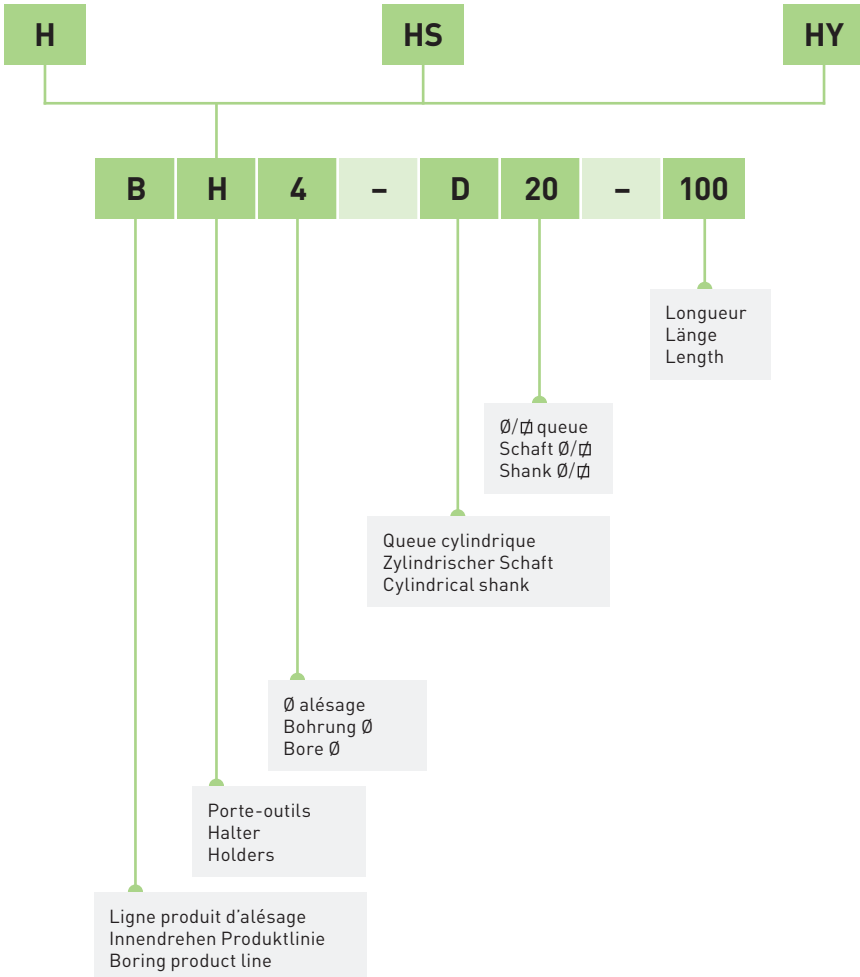 H HS HY
B H 4 – D 20 – 100
Longueur
Länge
Length
Ø/⌀ queue
Schaft Ø/⌀
Shank Ø/⌀
Queue cylindrique
Zylindrischer Schaft
Cylindrical shank
Ø alésage
Bohrung Ø
Bore Ø
Porte-outils
Halter
Holders
Ligne produit d'alésage
Innendrehen Produktlinie
Boring product line